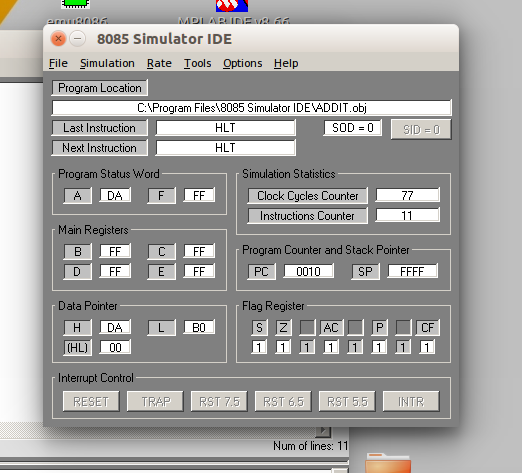 emu8086
MPLAB IDE v8.66
8085 Simulator IDE
File Simulation Rate Tools Options Help
Program Location
C:\Program Files\8085 Simulator IDE\ADDIT.obj
Last Instruction HLT SOD = 0 SID = 0
Next Instruction HLT
Program Status Word
A DA F FF
Simulation Statistics
Clock Cycles Counter 77
Instructions Counter 11
Main Registers
B FF C FF
D FF E FF
Program Counter and Stack Pointer
PC 0010 SP FFFF
Data Pointer
H DA L B0
(HL) 00
Flag Register
S Z AC P CF
1 1 1 1 1 1 1 1
Interrupt Control
RESET TRAP RST 7.5 RST 6.5 RST 5.5 INTR
Num of lines: 11